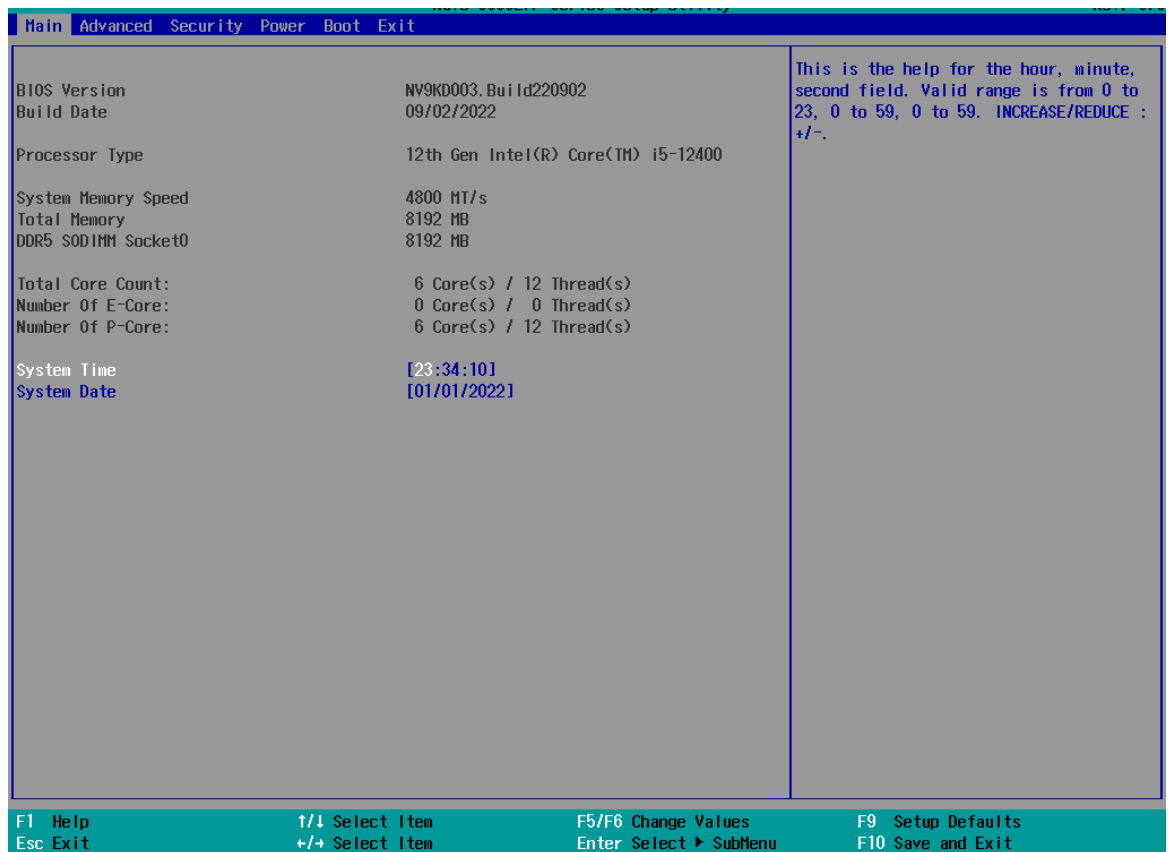 Main Advanced Security Power Boot Exit
BIOS Version NV9KD003.Build220902
Build Date 09/02/2022
Processor Type 12th Gen Intel(R) Core(TM) i5-12400
System Memory Speed 4800 MT/s
Total Memory 8192 MB
DDR5 SODIMM Socket0 8192 MB
Total Core Count: 6 Core(s) / 12 Thread(s)
Number Of E-Core: 0 Core(s) / 0 Thread(s)
Number Of P-Core: 6 Core(s) / 12 Thread(s)
System Time [23:34:10]
System Date [01/01/2022]
This is the help for the hour, minute,
second field. Valid range is from 0 to
23, 0 to 59, 0 to 59. INCREASE/REDUCE :
+/-.
F1 Help ↑/↓ Select Item F5/F6 Change Values F9 Setup Defaults
Esc Exit ←/→ Select Item Enter Select ▶ SubMenu F10 Save and Exit